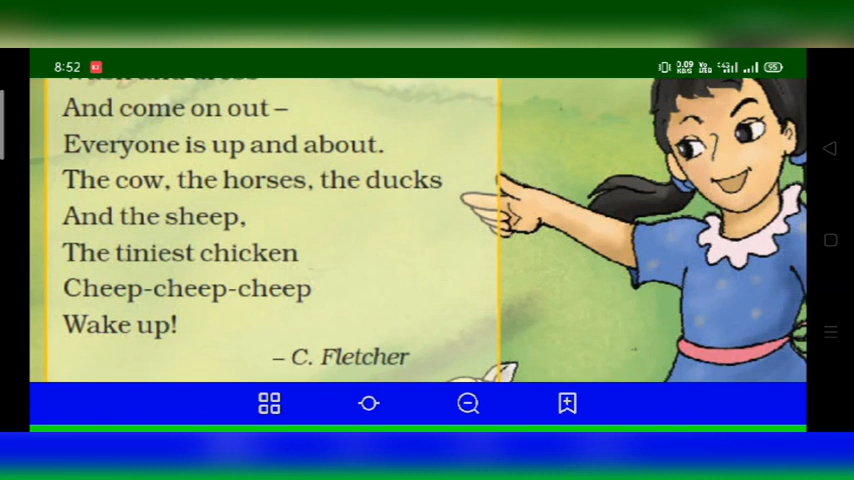 8:52
And come on out –
Everyone is up and about.
The cow, the horses, the ducks
And the sheep,
The tiniest chicken
Cheep-cheep-cheep
Wake up!
– C. Fletcher